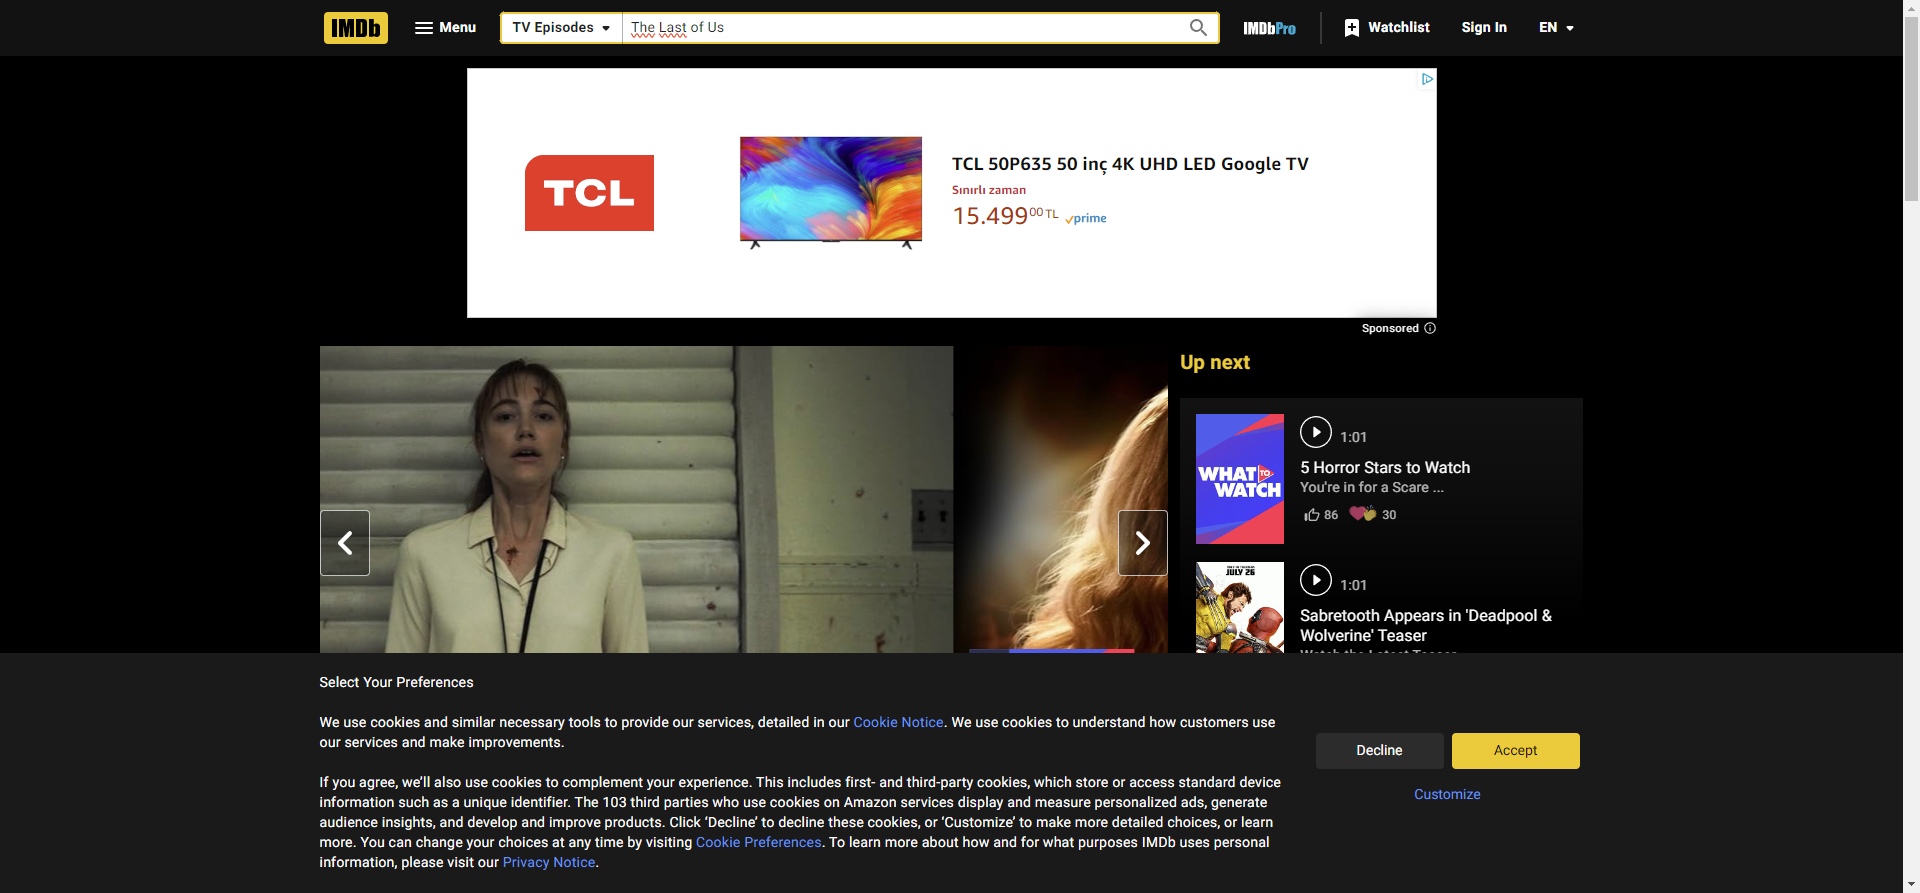 IMDb
Menu
TV Episodes
The Last of Us
IMDbPro
Watchlist
Sign In
EN
TCL
TCL 50P635 50 inç 4K UHD LED Google TV
Sınırlı zaman
15.49900 TL prime
Sponsored
Up next
WHAT TO WATCH
1:01
5 Horror Stars to Watch
You're in for a Scare ...
86 30
JULY 26
1:01
Sabretooth Appears in 'Deadpool &
Wolverine' Teaser
Select Your Preferences
We use cookies and similar necessary tools to provide our services, detailed in our Cookie Notice. We use cookies to understand how customers use
our services and make improvements.
If you agree, we’ll also use cookies to complement your experience. This includes first- and third-party cookies, which store or access standard device
information such as a unique identifier. The 103 third parties who use cookies on Amazon services display and measure personalized ads, generate
audience insights, and develop and improve products. Click ‘Decline’ to decline these cookies, or ‘Customize’ to make more detailed choices, or learn
more. You can change your choices at any time by visiting Cookie Preferences. To learn more about how and for what purposes IMDb uses personal
information, please visit our Privacy Notice.
Decline
Accept
Customize